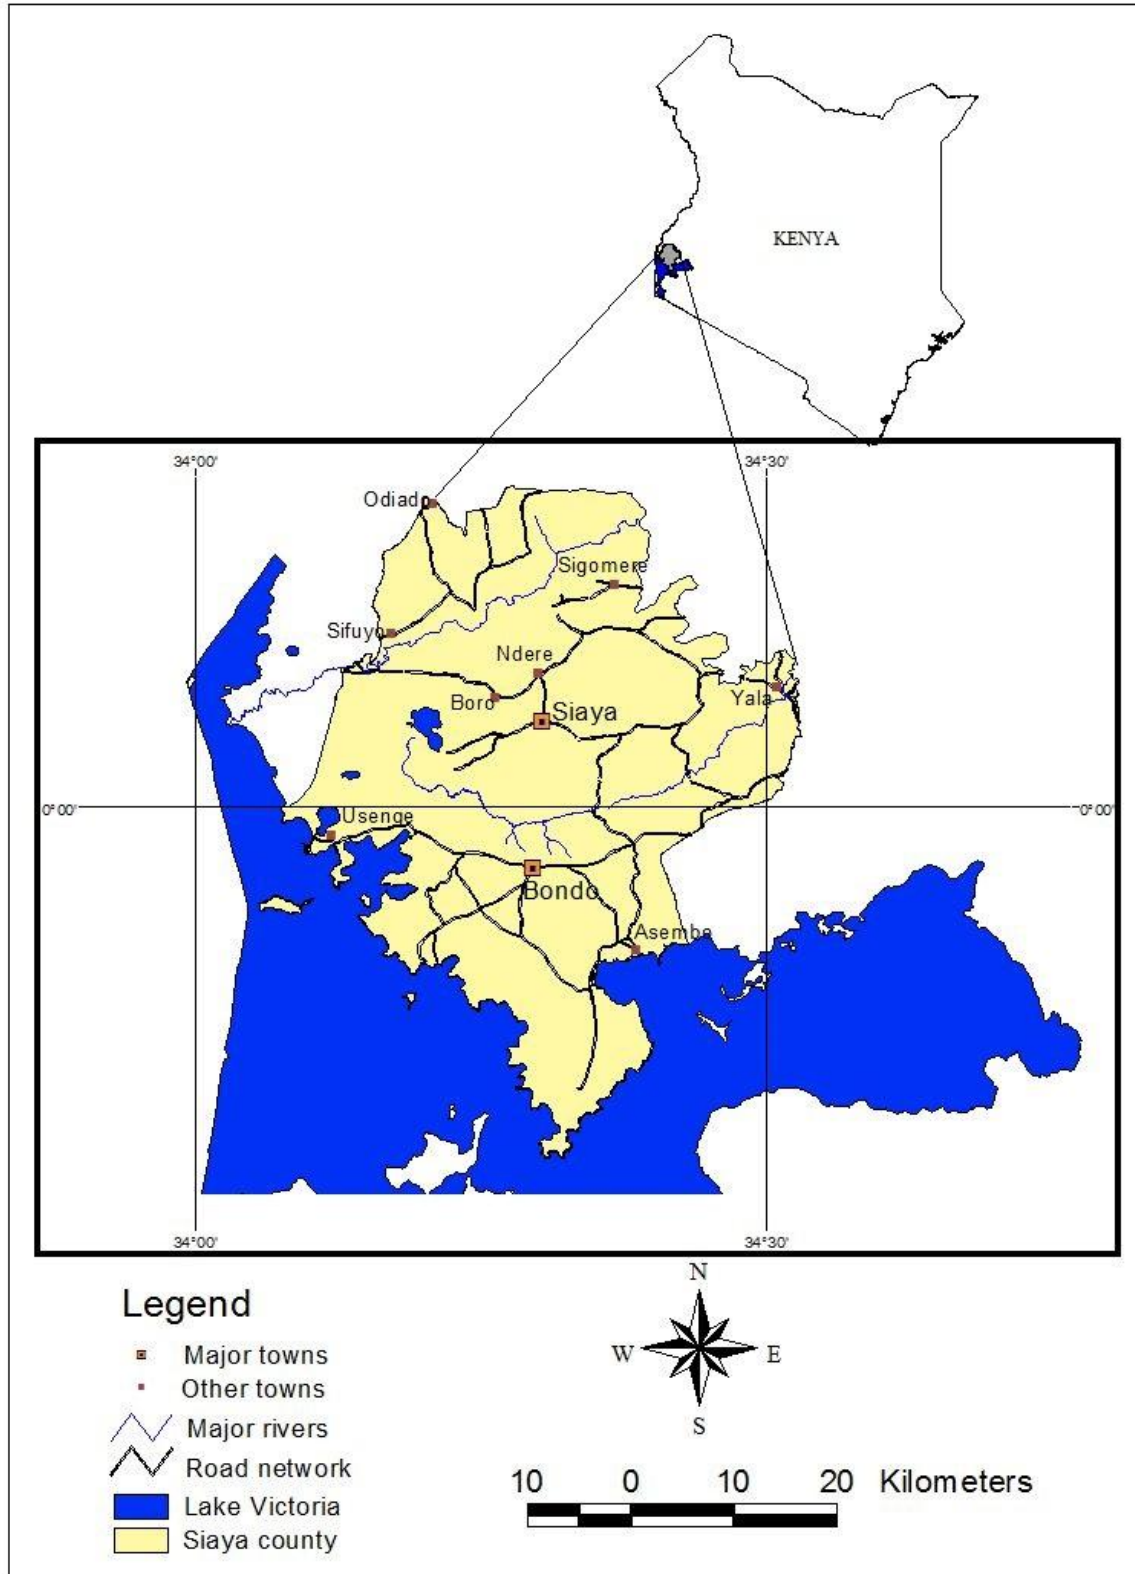 KENYA
34°00' 34°30'
Odiado
Sigomere
Sifuyo
Ndere
Boro
Yala
Siaya
0°00' 0°00'
Usenge
Bondo
Asembe
34°00' 34°30'
N
W E
S
Legend
Major towns
Other towns
Major rivers
Road network
Lake Victoria
Siaya county
10 0 10 20 Kilometers